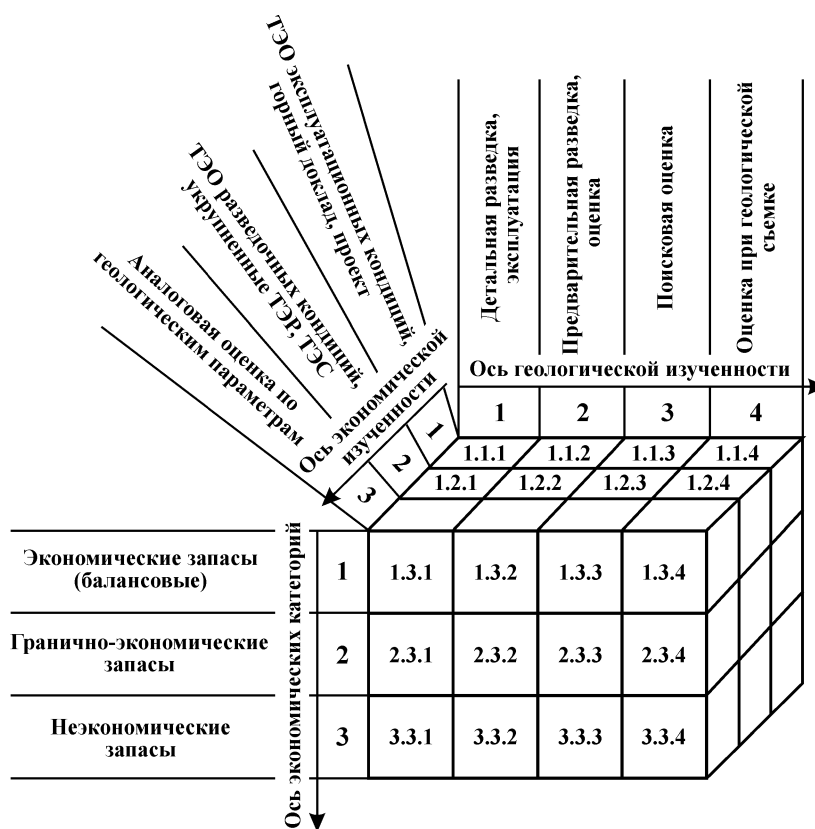 ТЭО эксплуатационных кондиций,
горный доклад, проект
ТЭО разведочных кондиций,
укрупненные ТЭР, ТЭС
Аналоговая оценка по
геологическим параметрам
Ось экономической
изученности
Детальная разведка,
эксплуатация
Предварительная разведка,
оценка
Поисковая оценка
Оценка при геологической
съемке
Ось геологической изученности
1 2 3 4
1
2
3
1.1.1 1.1.2 1.1.3 1.1.4
1.2.1 1.2.2 1.2.3 1.2.4
Ось экономических категорий
Экономические запасы
(балансовые)
1 1.3.1 1.3.2 1.3.3 1.3.4
Гранично-экономические
запасы
2 2.3.1 2.3.2 2.3.3 2.3.4
Неэкономические
запасы
3 3.3.1 3.3.2 3.3.3 3.3.4